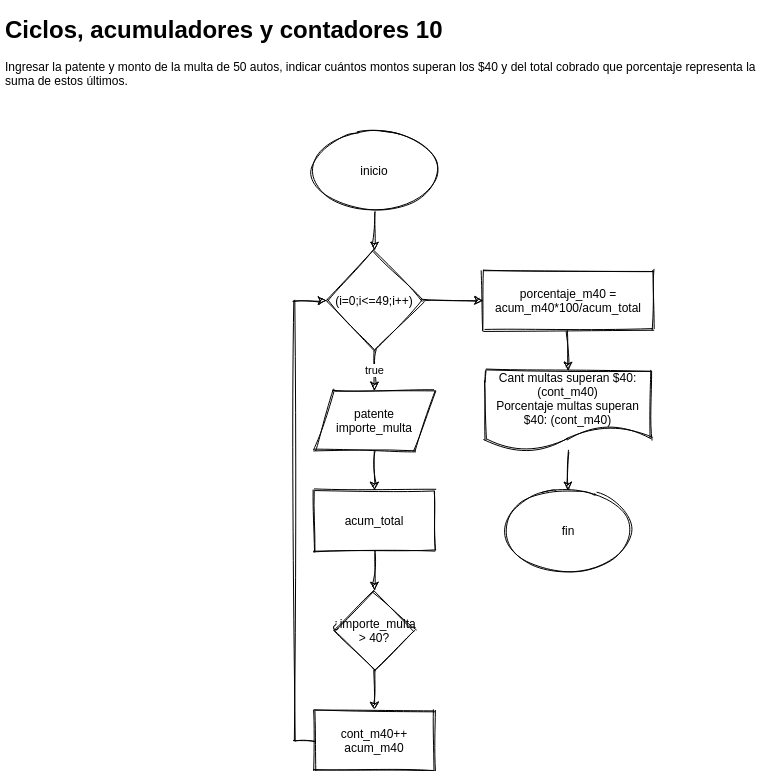 Ciclos, acumuladores y contadores 10
Ingresar la patente y monto de la multa de 50 autos, indicar cuántos montos superan los $40 y del total cobrado que porcentaje representa la
suma de estos últimos.
inicio
(i=0;i<=49;i++)
true
patente
importe_multa
acum_total
¿importe_multa
> 40?
cont_m40++
acum_m40
porcentaje_m40 =
acum_m40*100/acum_total
Cant multas superan $40:
(cont_m40)
Porcentaje multas superan
$40: (cont_m40)
fin